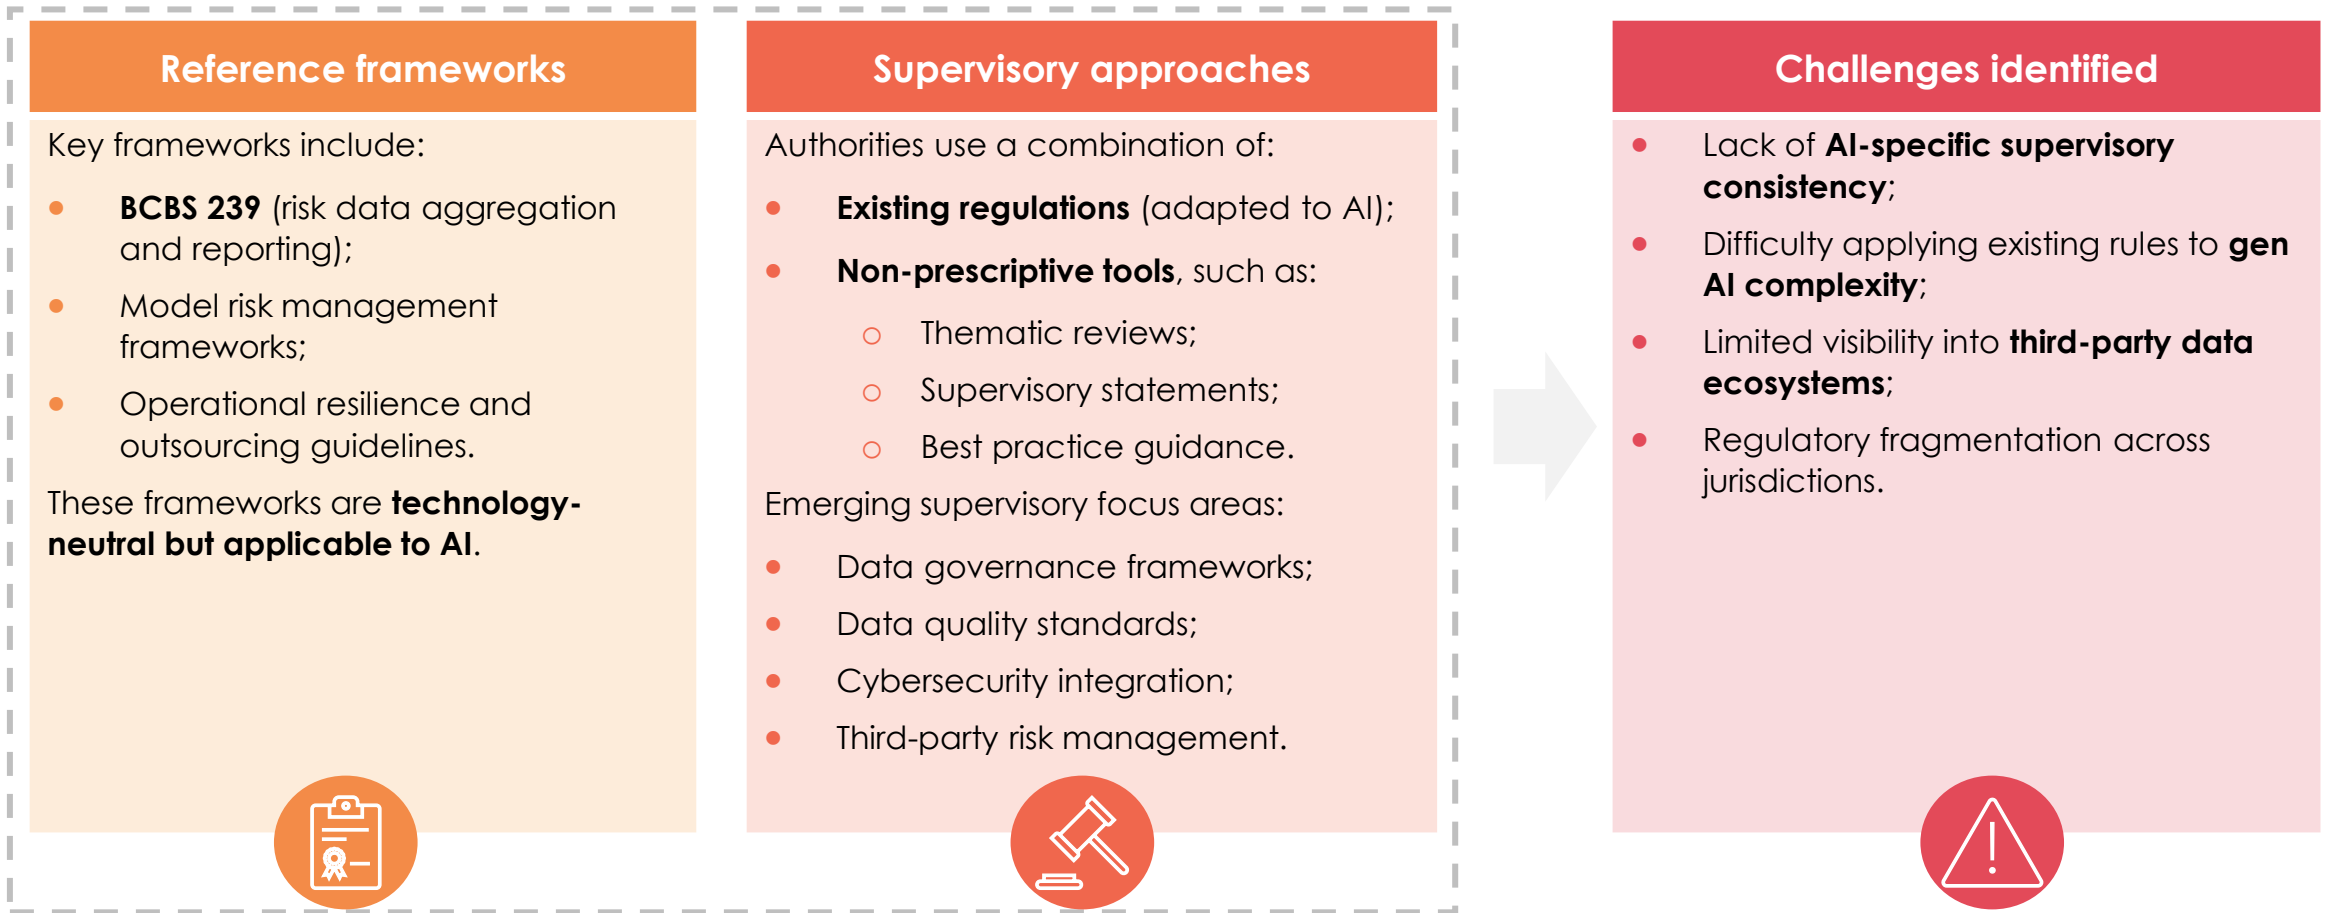 Reference frameworks
Key frameworks include:
BCBS 239 (risk data aggregation
and reporting);
Model risk management
frameworks;
Operational resilience and
outsourcing guidelines.
These frameworks are technology-
neutral but applicable to AI.
Supervisory approaches
Authorities use a combination of:
Existing regulations (adapted to AI);
Non-prescriptive tools, such as:
Thematic reviews;
Supervisory statements;
Best practice guidance.
Emerging supervisory focus areas:
Data governance frameworks;
Data quality standards;
Cybersecurity integration;
Third-party risk management.
Challenges identified
Lack of AI-specific supervisory
consistency;
Difficulty applying existing rules to gen
AI complexity;
Limited visibility into third-party data
ecosystems;
Regulatory fragmentation across
jurisdictions.